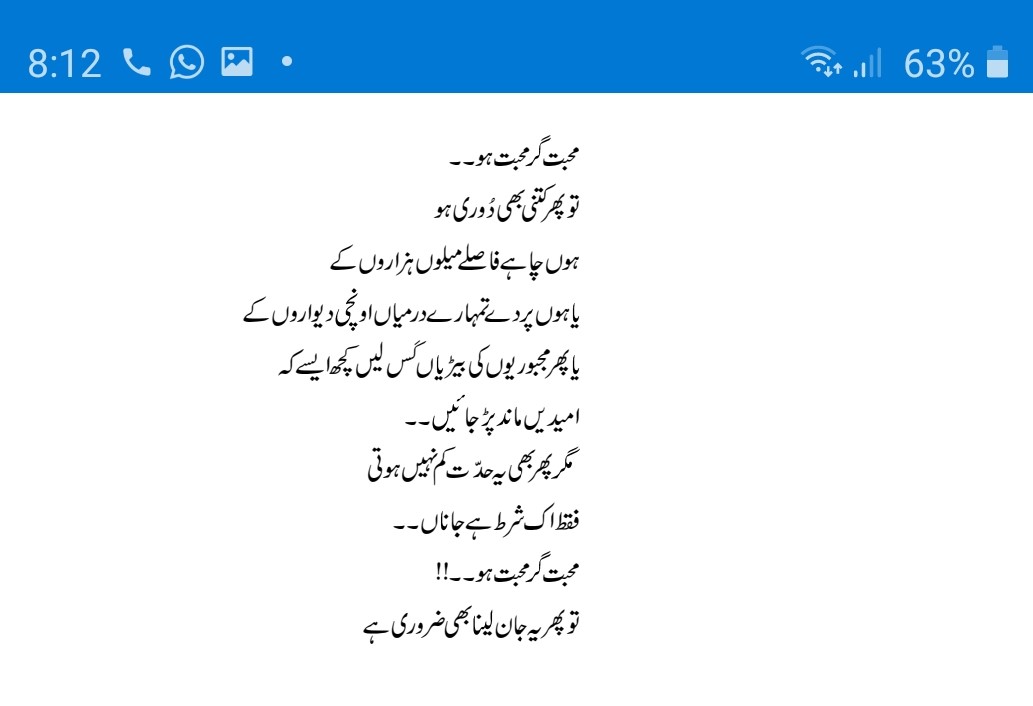 8:12 63%
محبت گر محبت ہو۔۔
تو پھر کتنی بھی دُوری ہو
ہوں چاہے فاصلے میلوں ہزاروں کے
یا ہوں پردے تمہارے درمیاں اونچی دیواروں کے
یا پھر مجبوریوں کی بیڑیاں کَس لیں کچھ ایسے کہ
امیدیں ماند پڑ جائیں۔۔
مگر پھر بھی یہ حدّت کم نہیں ہوتی
فقط اک شرط ہے جاناں۔۔
محبت گر محبت ہو۔۔!!
تو پھر یہ جان لینا بھی ضروری ہے